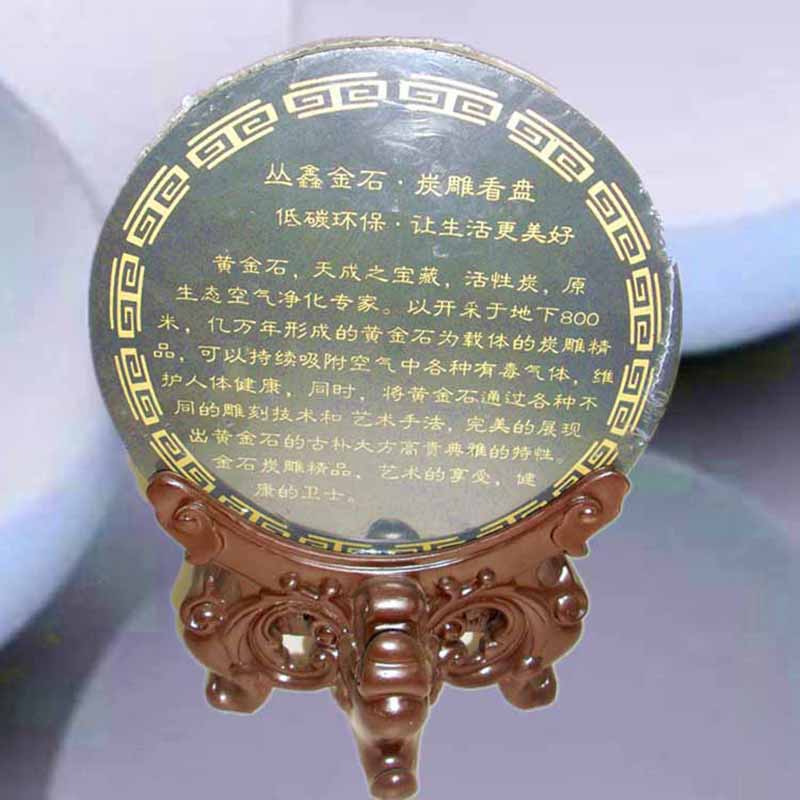 丛鑫金石·炭雕看盘
低碳环保·让生活更美好
黄金石，天成之宝藏，活性炭，原
生态空气净化专家。以开采于地下800
米，亿万年形成的黄金石为载体的炭雕精
品，可以持续吸附空气中各种有毒气体，维
护人体健康，同时，将黄金石通过各种不
同的雕刻技术和艺术手法，完美的展现
出黄金石的古朴大方高贵典雅的特性。
金石炭雕精品，艺术的享受，健
康的卫士。